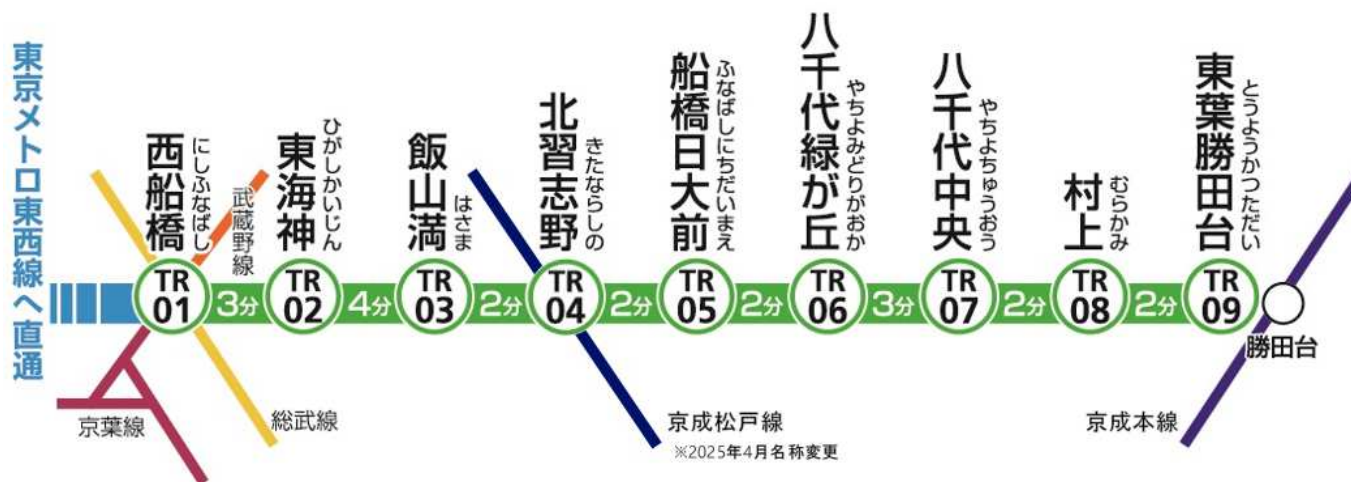 東京メトロ東西線へ直通
西船橋
にしふなばし
武蔵野線
東海神
ひがしかいじん
飯山満
はさま
北習志野
きたならしの
船橋日大前
ふなばしにちだいまえ
八千代緑が丘
やちよみどりがおか
八千代中央
やちよちゅうおう
村上
むらかみ
東葉勝田台
とうようかつただい
TR
01
3分
TR
02
4分
TR
03
2分
TR
04
2分
TR
05
2分
TR
06
3分
TR
07
2分
TR
08
2分
TR
09
勝田台
京葉線
総武線
京成松戸線
※2025年4月名称変更
京成本線